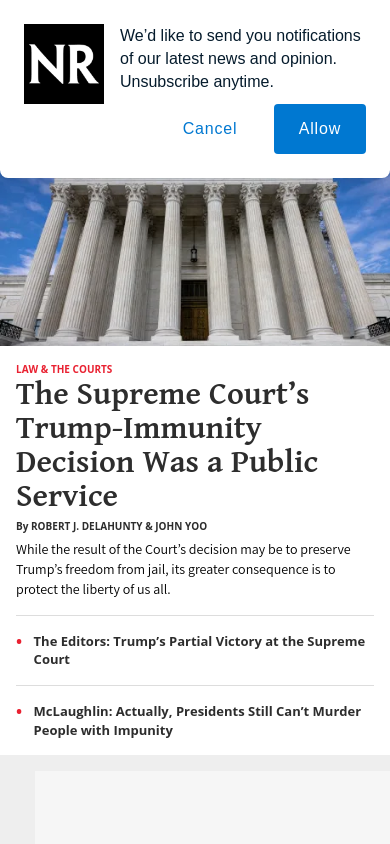 NR
We’d like to send you notifications
of our latest news and opinion.
Unsubscribe anytime.
Cancel
Allow
LAW & THE COURTS
The Supreme Court’s
Trump-Immunity
Decision Was a Public
Service
By ROBERT J. DELAHUNTY & JOHN YOO
While the result of the Court’s decision may be to preserve
Trump’s freedom from jail, its greater consequence is to
protect the liberty of us all.
• The Editors: Trump’s Partial Victory at the Supreme
Court
• McLaughlin: Actually, Presidents Still Can’t Murder
People with Impunity